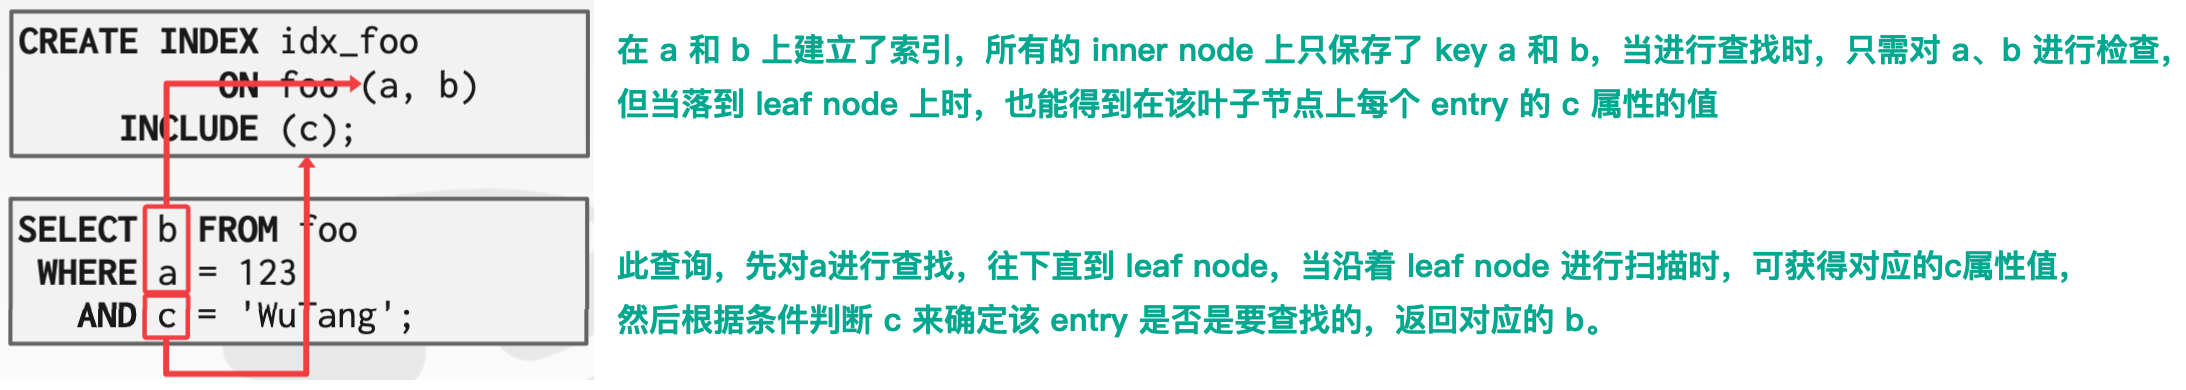 CREATE INDEX idx_foo
ON foo (a, b)
INCLUDE (c);
在 a 和 b 上建立了索引，所有的 inner node 上只保存了 key a 和 b，当进行查找时，只需对 a、b 进行检查，
但当落到 leaf node 上时，也能得到在该叶子节点上每个 entry 的 c 属性的值
SELECT b FROM foo
WHERE a = 123
AND c = 'WuTang';
此查询，先对a进行查找，往下直到 leaf node，当沿着 leaf node 进行扫描时，可获得对应的c属性值，
然后根据条件判断 c 来确定该 entry 是否是要查找的，返回对应的 b。